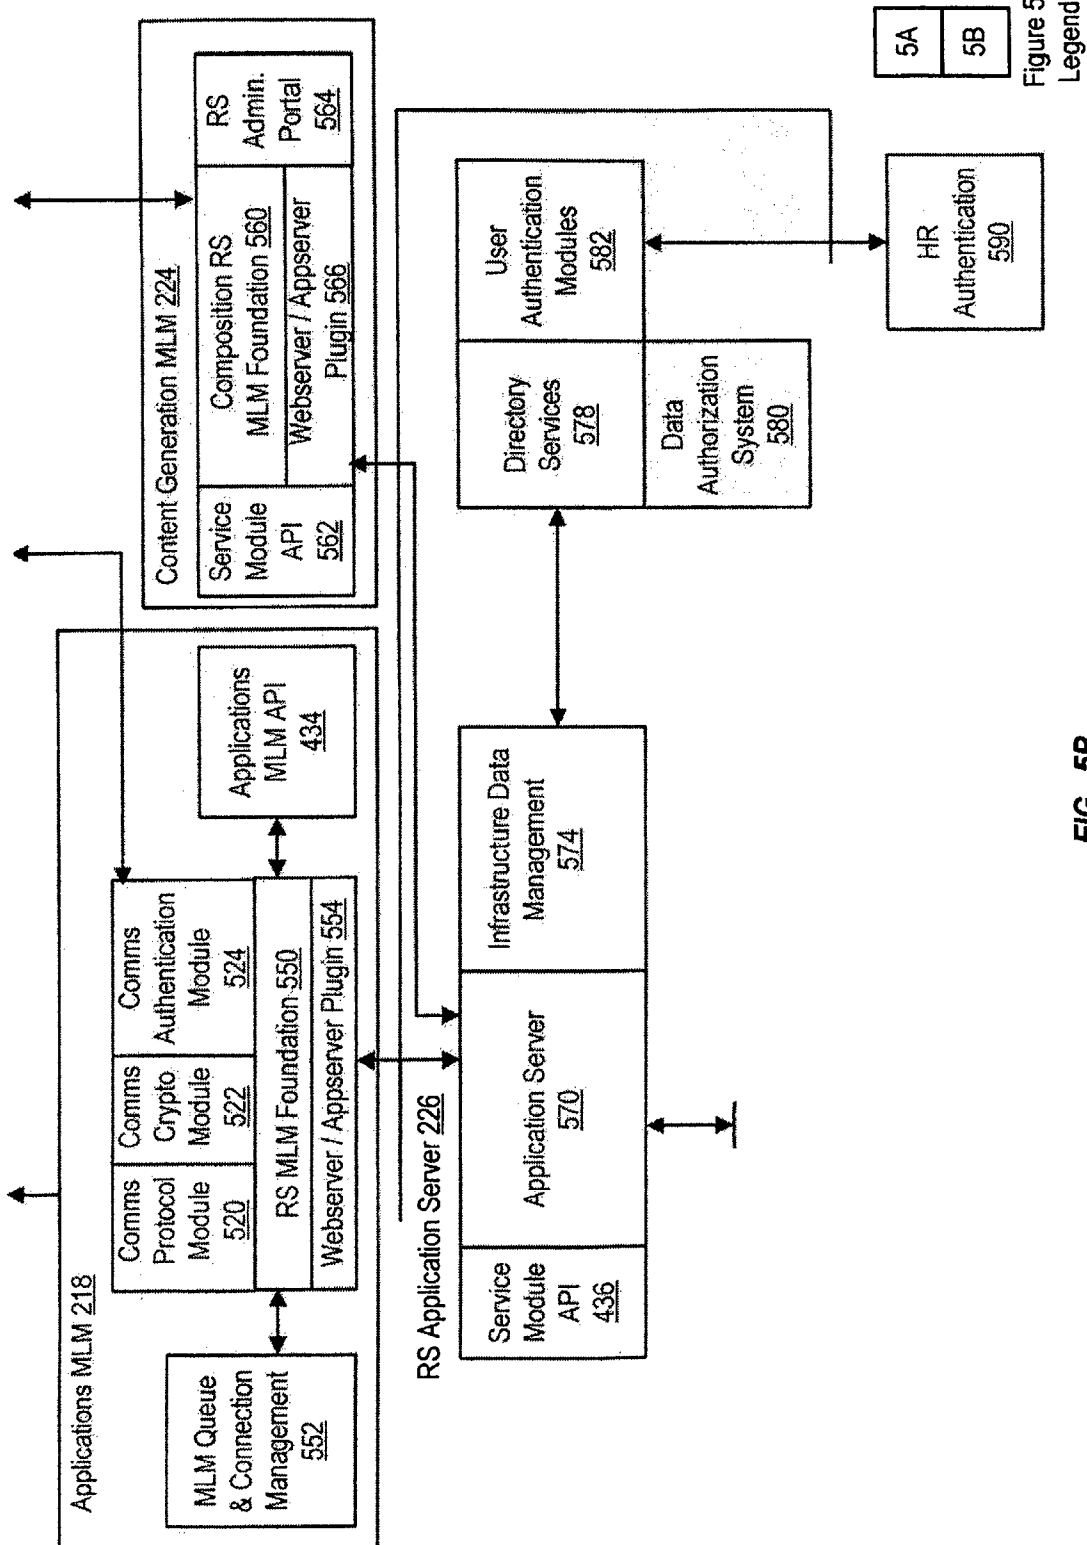 Applications MLM 218
MLM Queue
& Connection
Management
552
Comms
Protocol
Module
520
Comms
Crypto
Module
522
Comms
Authentication
Module
524
RS MLM Foundation 550
Webserver / Appserver Plugin 554
Applications
MLM API
434
Content Generation MLM 224
Service
Module
API
562
Composition RS
MLM Foundation 560
Webserver / Appserver
Plugin 566
RS
Admin.
Portal
564
RS Application Server 226
Service
Module
API
436
Application Server
570
Infrastructure Data
Management
574
Directory
Services
578
User
Authentication
Modules
582
Data
Authorization
System
580
HR
Authentication
590
5A
5B
Figure 5
Legend
FIG. 5B